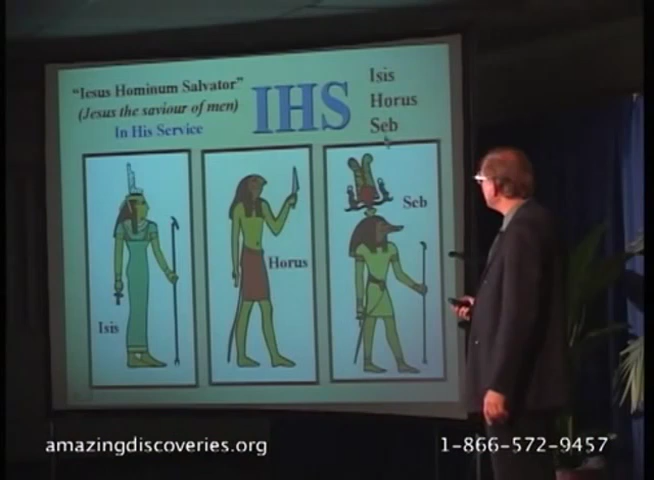 "Iesus Hominum Salvator"
(Jesus the saviour of men)
In His Service
IHS
Isis
Horus
Seb
Isis
Horus
Seb
amazingdiscoveries.org
1-866-572-9457